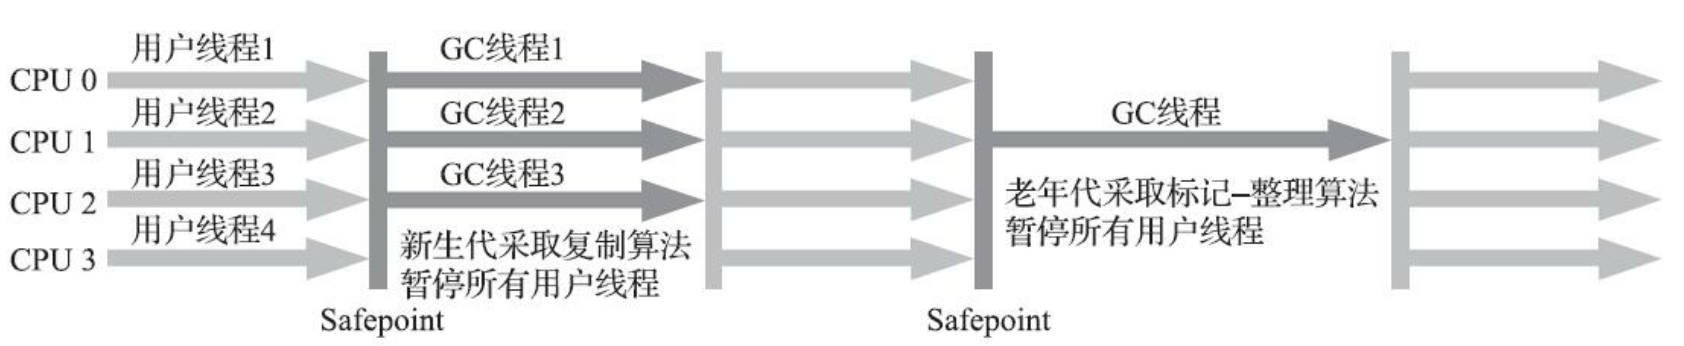 用户线程1
GC线程1
CPU 0
用户线程2
GC线程2
GC线程
CPU 1
用户线程3
GC线程3
CPU 2
用户线程4
CPU 3
新生代采取复制算法
暂停所有用户线程
老年代采取标记–整理算法
暂停所有用户线程
Safepoint
Safepoint